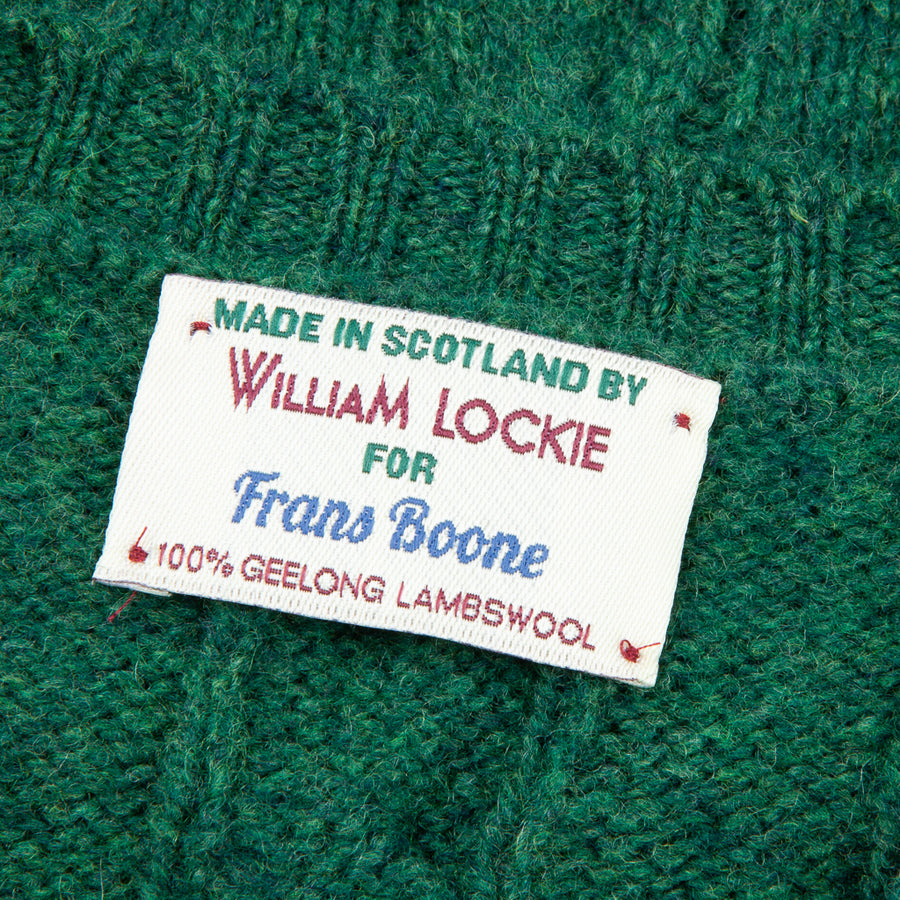 MADE IN SCOTLAND BY
WILLIAM LOCKIE
FOR
Frans Boone
100% GEELONG LAMBSWOOL